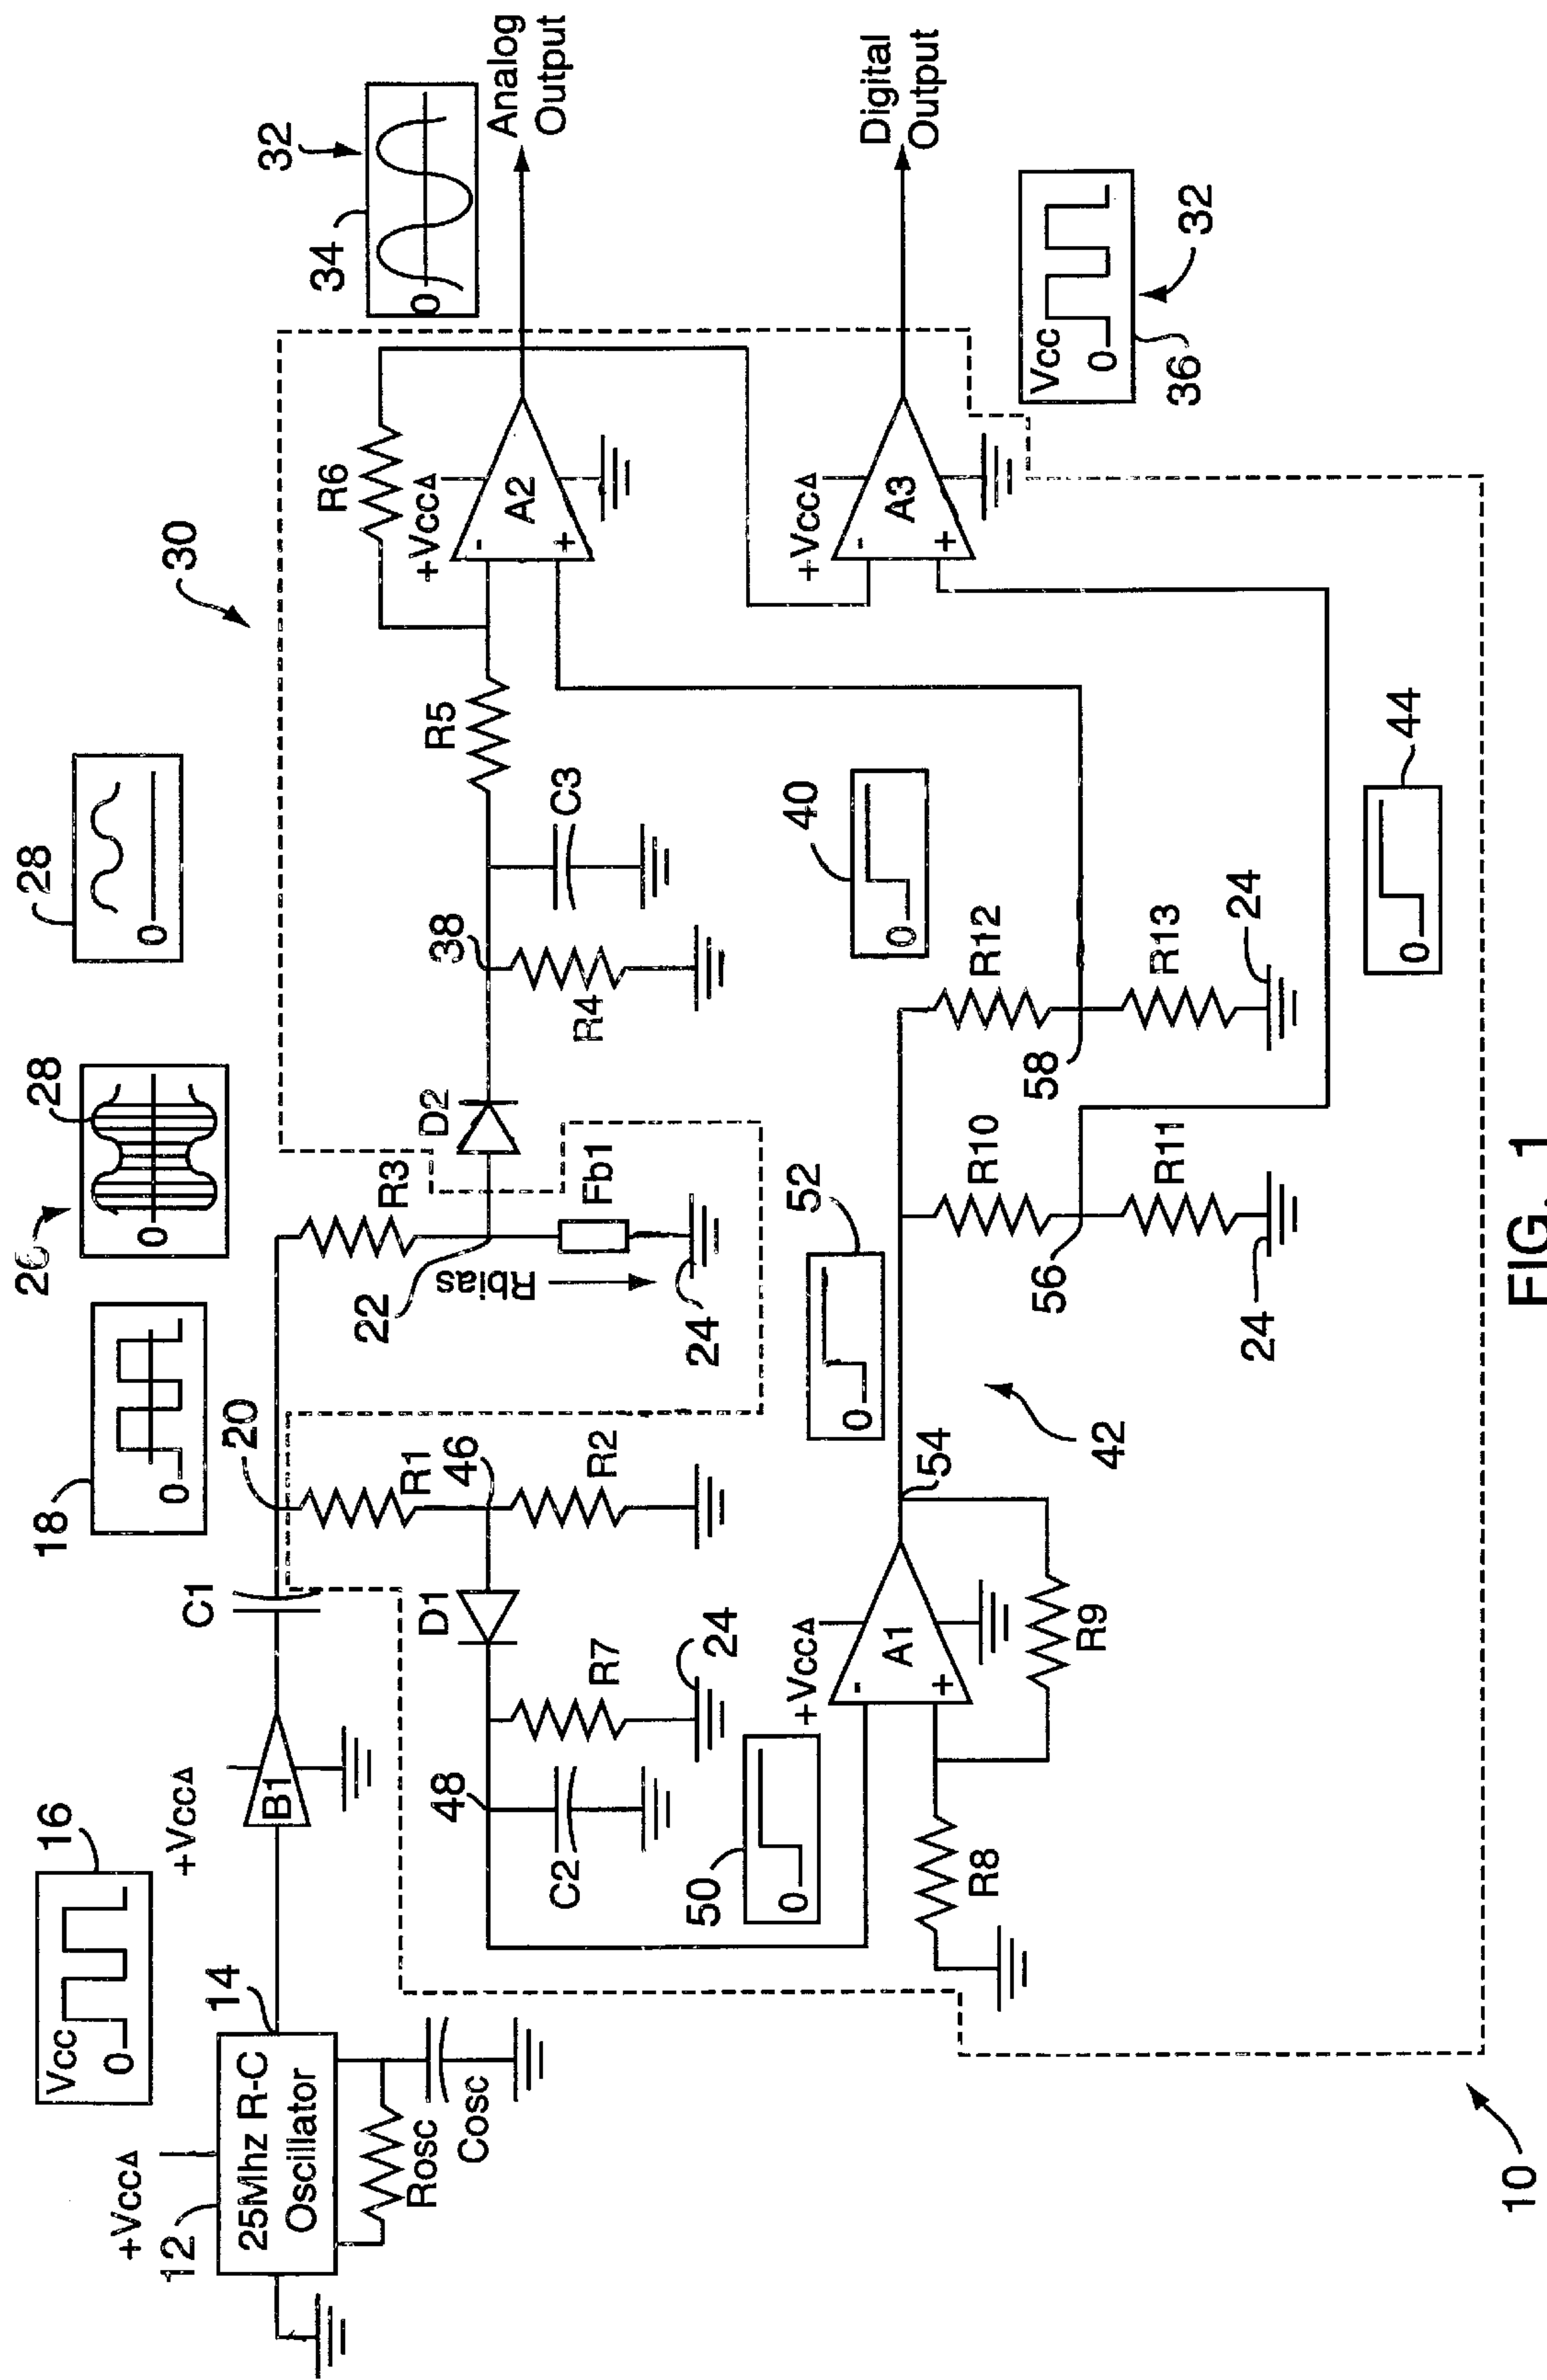 28
26
28
18
16
Vcc
0
0
0
0
+Vcc
12
14
25Mhz R-C
Oscillator
Rosc
Cosc
+Vcc
B1
C1
20
R1
46
R2
D1
R7
24
48
C2
50
0
R3
22
Rbias
Fb1
24
D2
38
R4
C3
R5
30
R6
+Vcc
-
+
A2
34
0
32
Analog
Output
+Vcc
-
+
A1
R8
R9
54
42
52
0
R10
56
R11
24
R12
58
R13
24
40
0
44
0
+Vcc
-
+
A3
Digital
Output
Vcc
0
36
32
10
FIG. 1